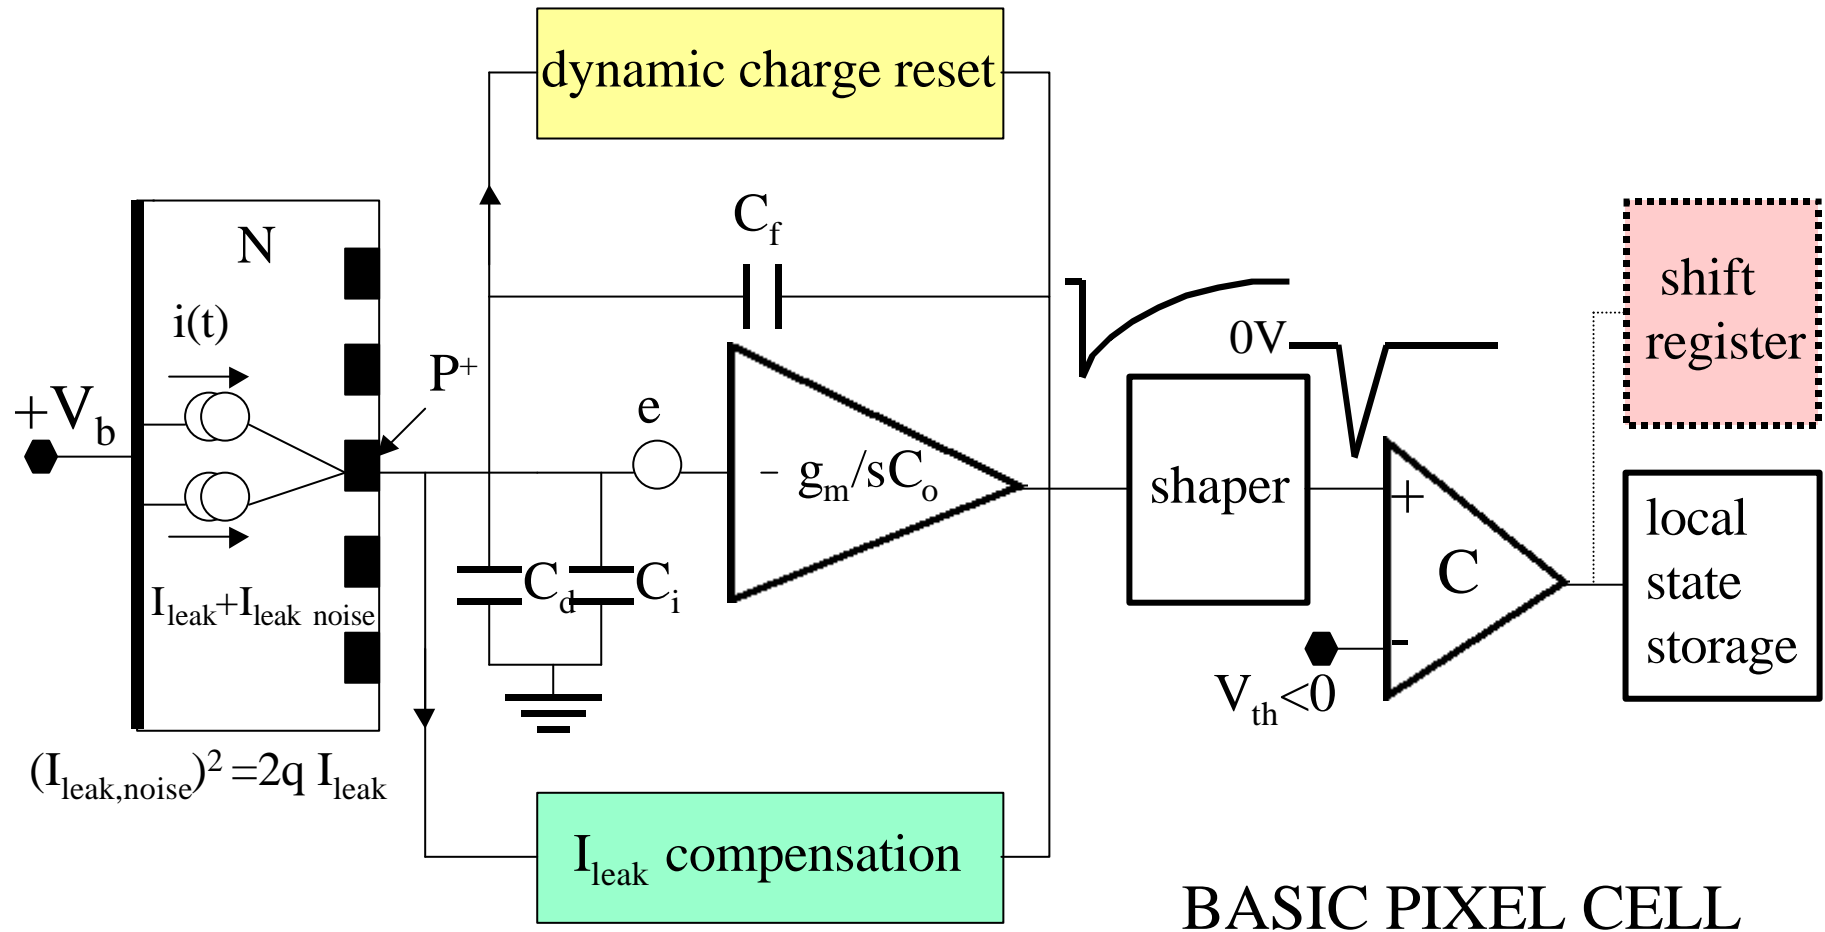 dynamic charge reset
C_f
N
i(t)
P^+
+V_b
e
0V
shift
register
- g_m/sC_o
shaper
+
C
-
local
state
storage
C_d
C_i
I_leak+I_leak noise
V_th<0
(I_leak,noise)^2 =2q I_leak
I_leak compensation
BASIC PIXEL CELL